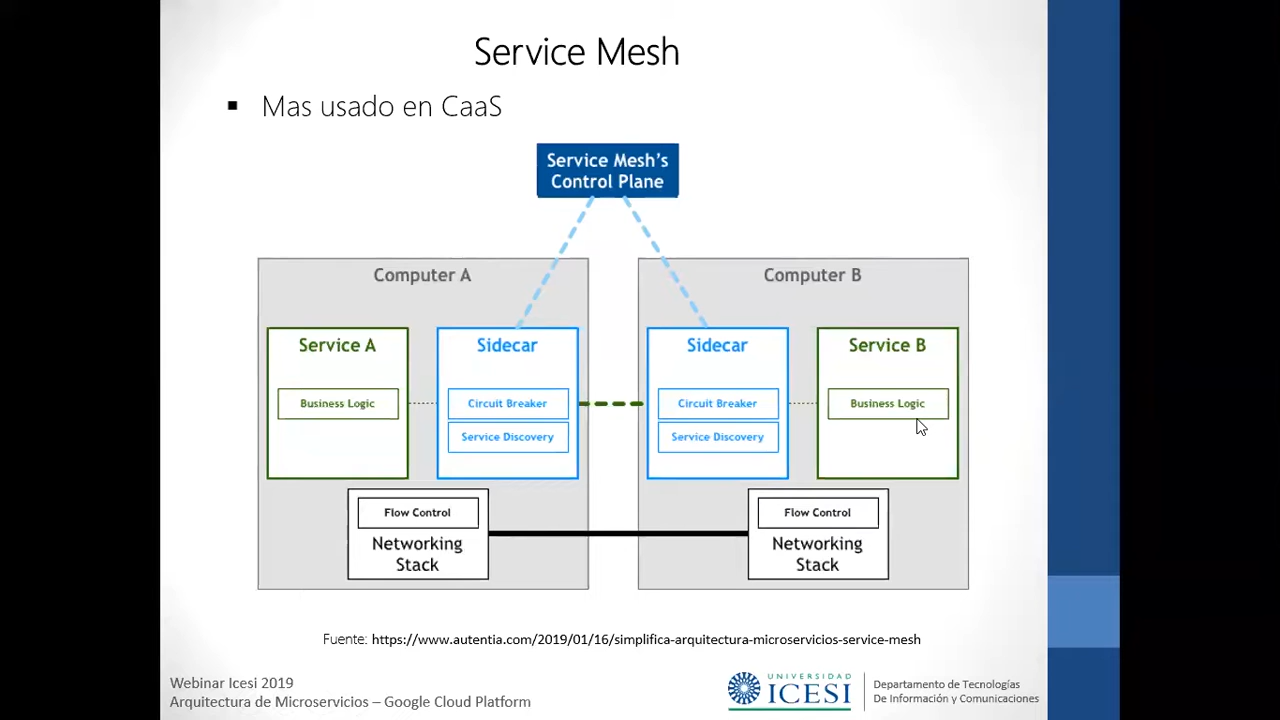 Service Mesh
Mas usado en CaaS
Service Mesh's
Control Plane
Computer A
Computer B
Service A
Sidecar
Sidecar
Service B
Business Logic
Circuit Breaker
Circuit Breaker
Business Logic
Service Discovery
Service Discovery
Flow Control
Flow Control
Networking
Stack
Networking
Stack
Fuente: https://www.autentia.com/2019/01/16/simplifica-arquitectura-microservicios-service-mesh
Webinar Icesi 2019
Arquitectura de Microservicios – Google Cloud Platform
UNIVERSIDAD
ICESI
Departamento de Tecnologías
De Información y Comunicaciones